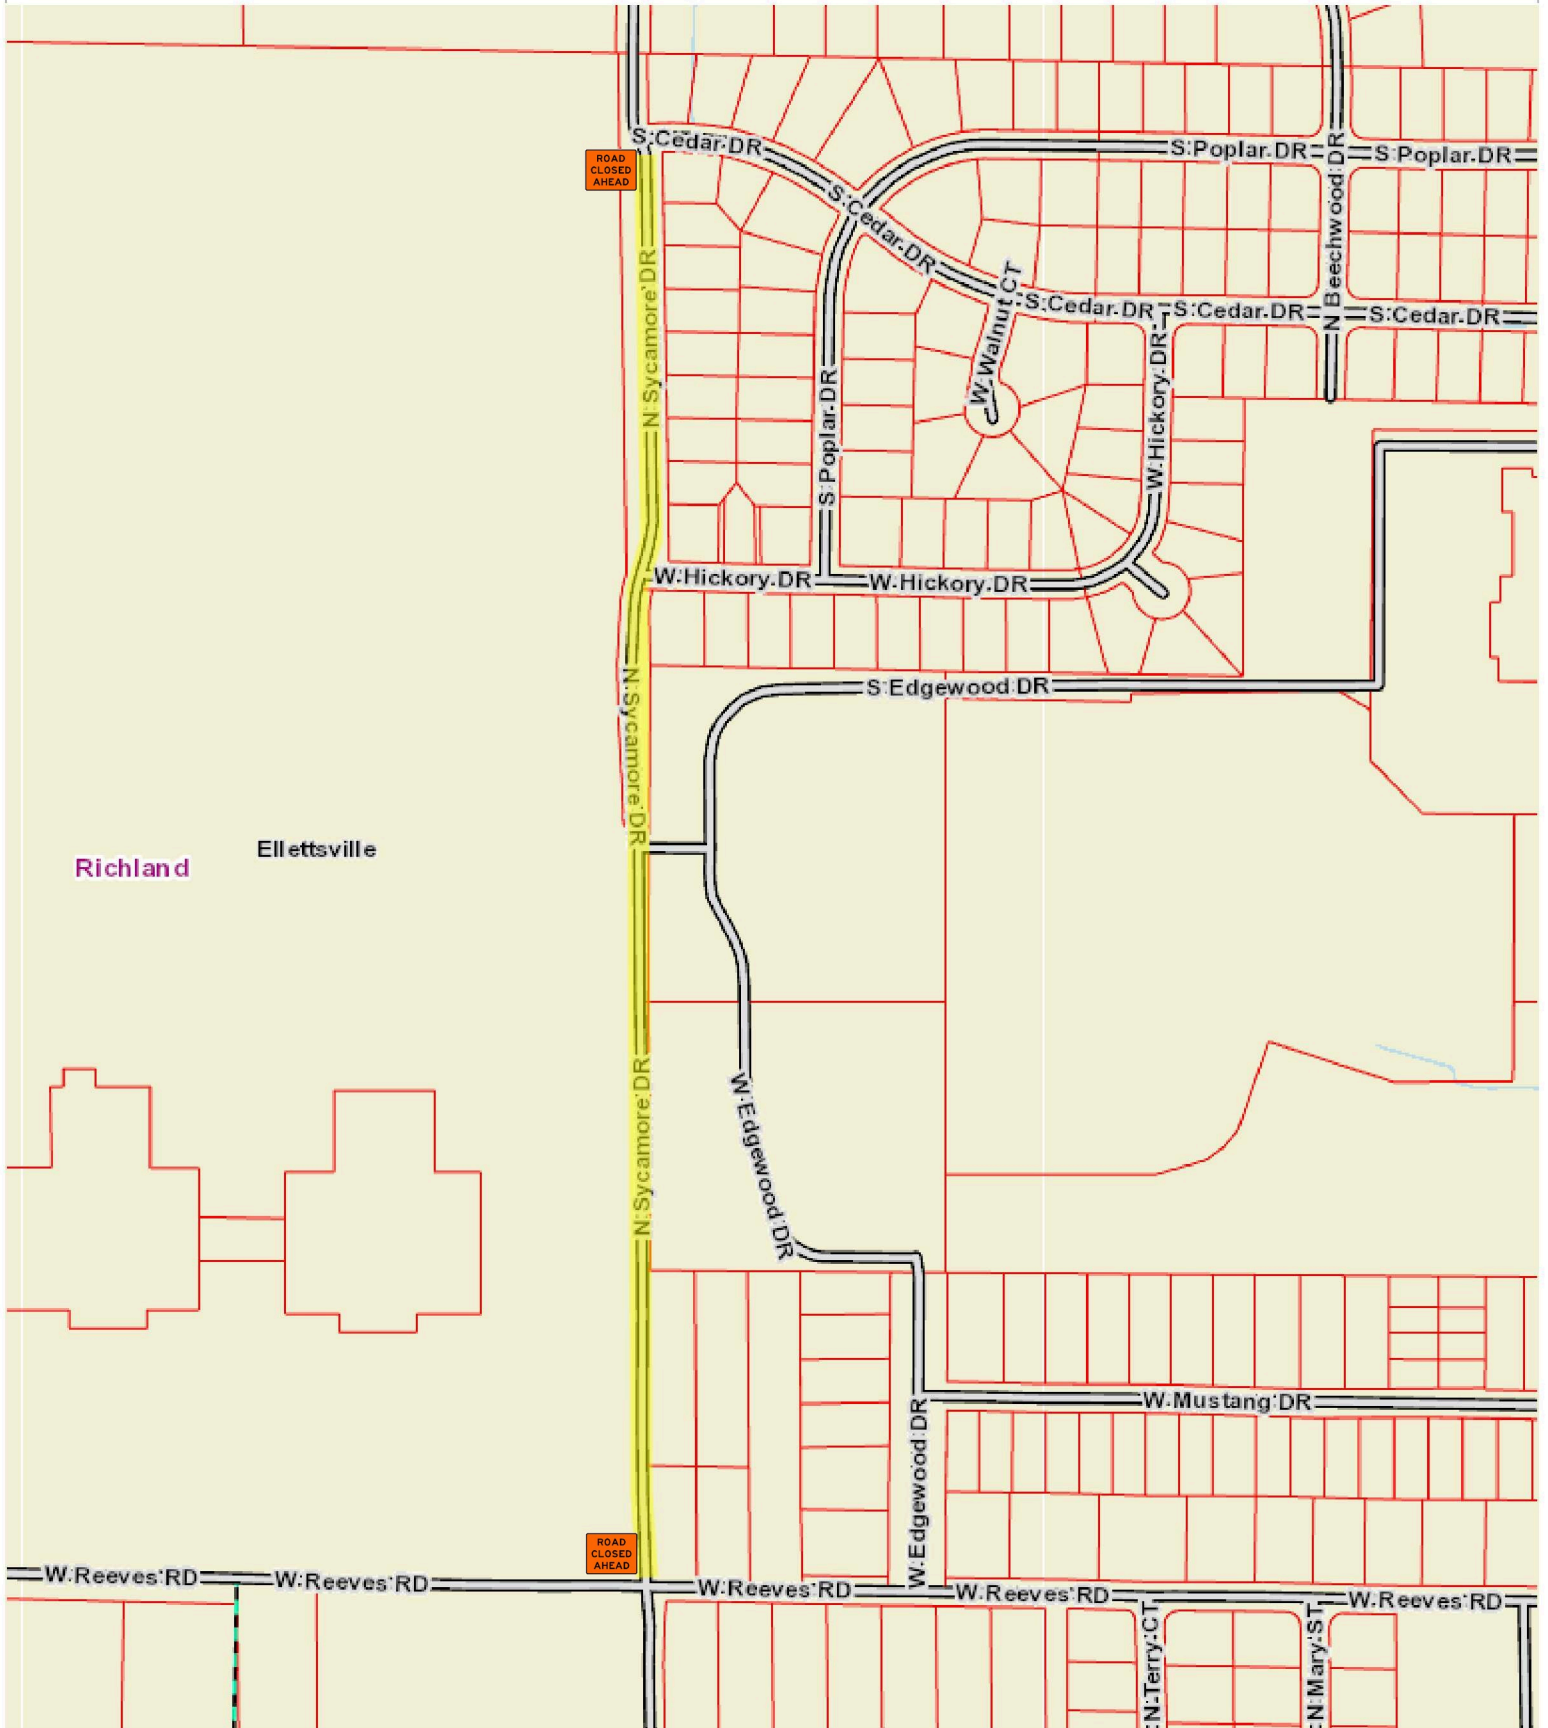 S Cedar DR
ROAD
CLOSED
AHEAD
S Poplar DR
S Poplar DR
N Beechwood DR
S Cedar DR
N Sycamore DR
W Walnut CT
S Cedar DR
S Cedar DR
S Cedar DR
W Hickory DR
S Poplar DR
W Hickory DR
W Hickory DR
S Edgewood DR
N Sycamore DR
Richland
Ellettsville
N Sycamore DR
W Edgewood DR
W Mustang DR
W Edgewood DR
ROAD
CLOSED
AHEAD
W Reeves RD
W Reeves RD
W Reeves RD
W Reeves RD
W Reeves RD
N Terry CT
N Mary ST